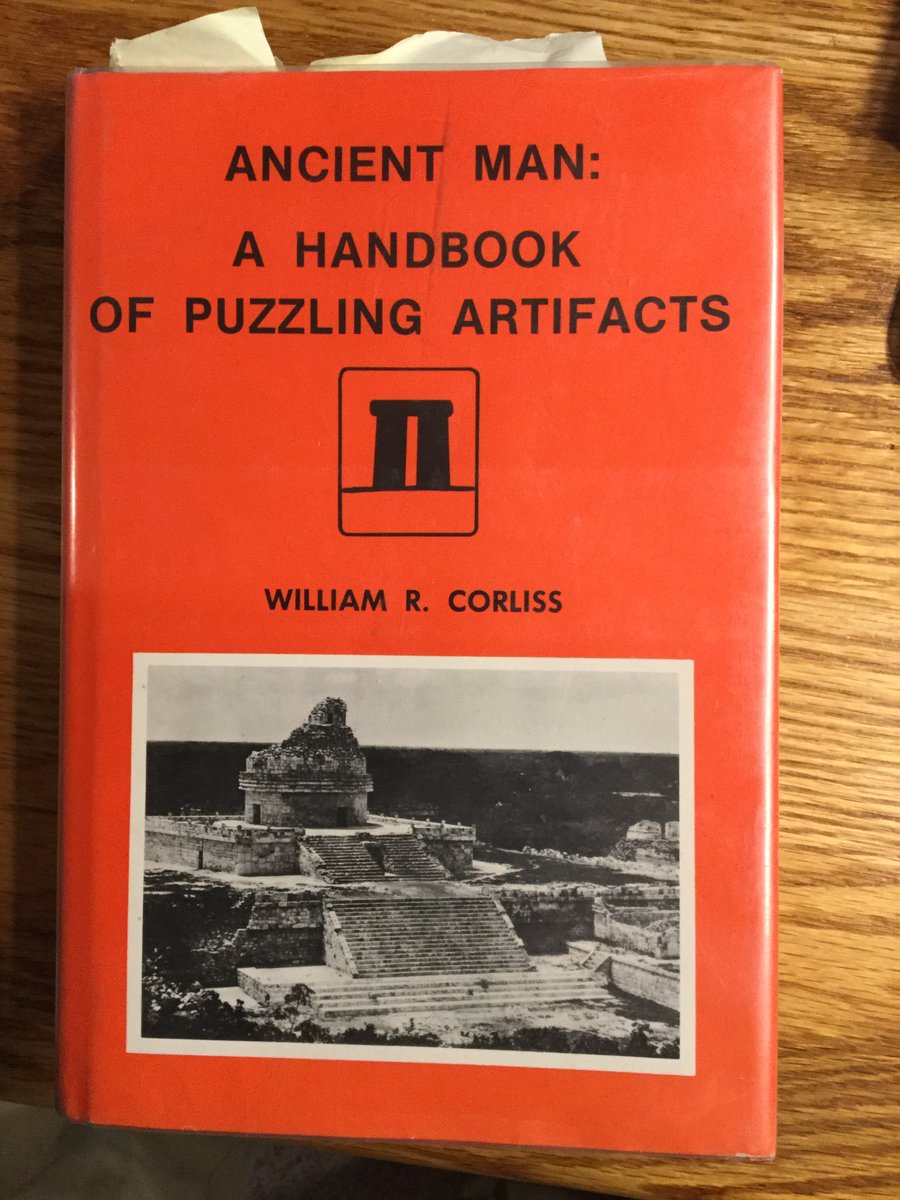 ANCIENT MAN:
A HANDBOOK
OF PUZZLING ARTIFACTS
WILLIAM R. CORLISS